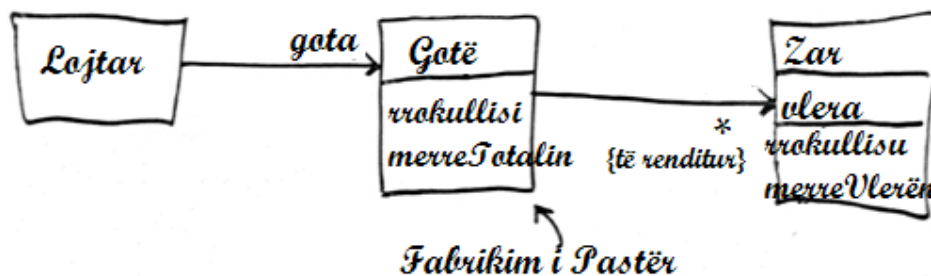 Lojtar
gota
Gotë
rrokullisi
merreTotalin
*
{të renditur}
Zar
vlera
rrokullisu
merreVlerën
Fabrikim i Pastër